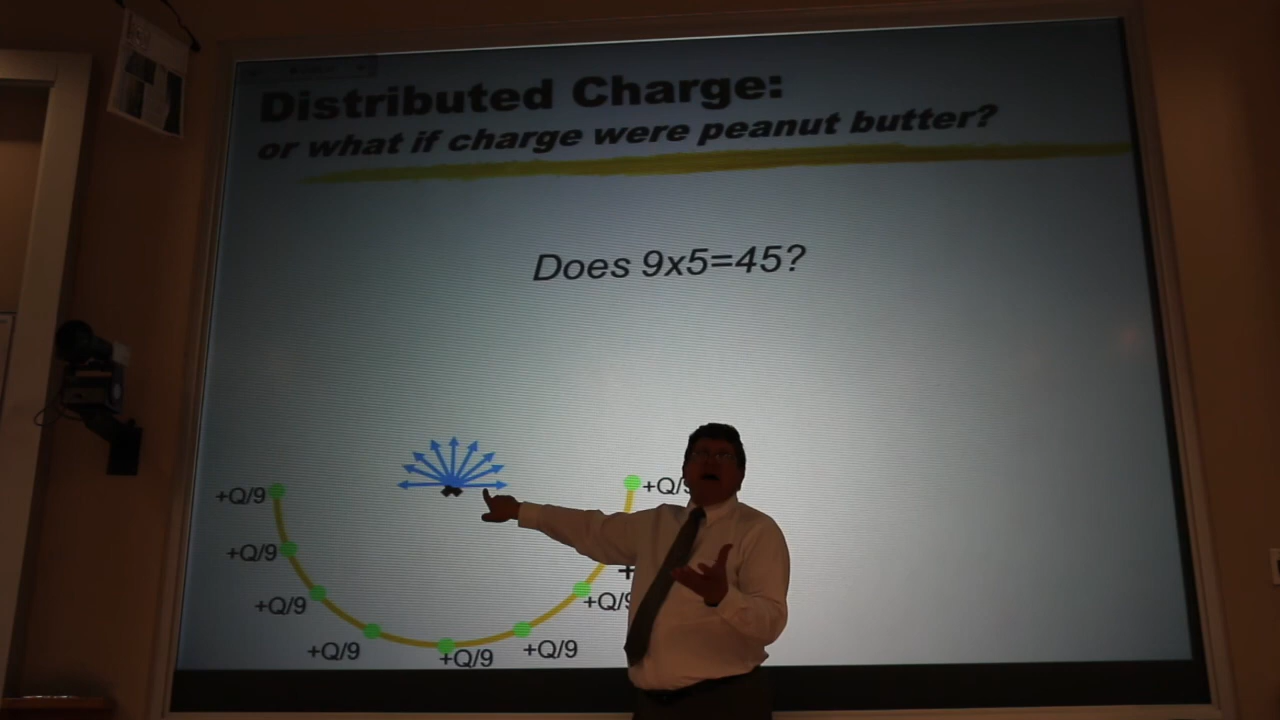 Distributed Charge:
or what if charge were peanut butter?
Does 9x5=45?
+Q/9
+Q/9
+Q/9
+Q/9
+Q/9
+Q/9
+Q/9
+
+Q/9